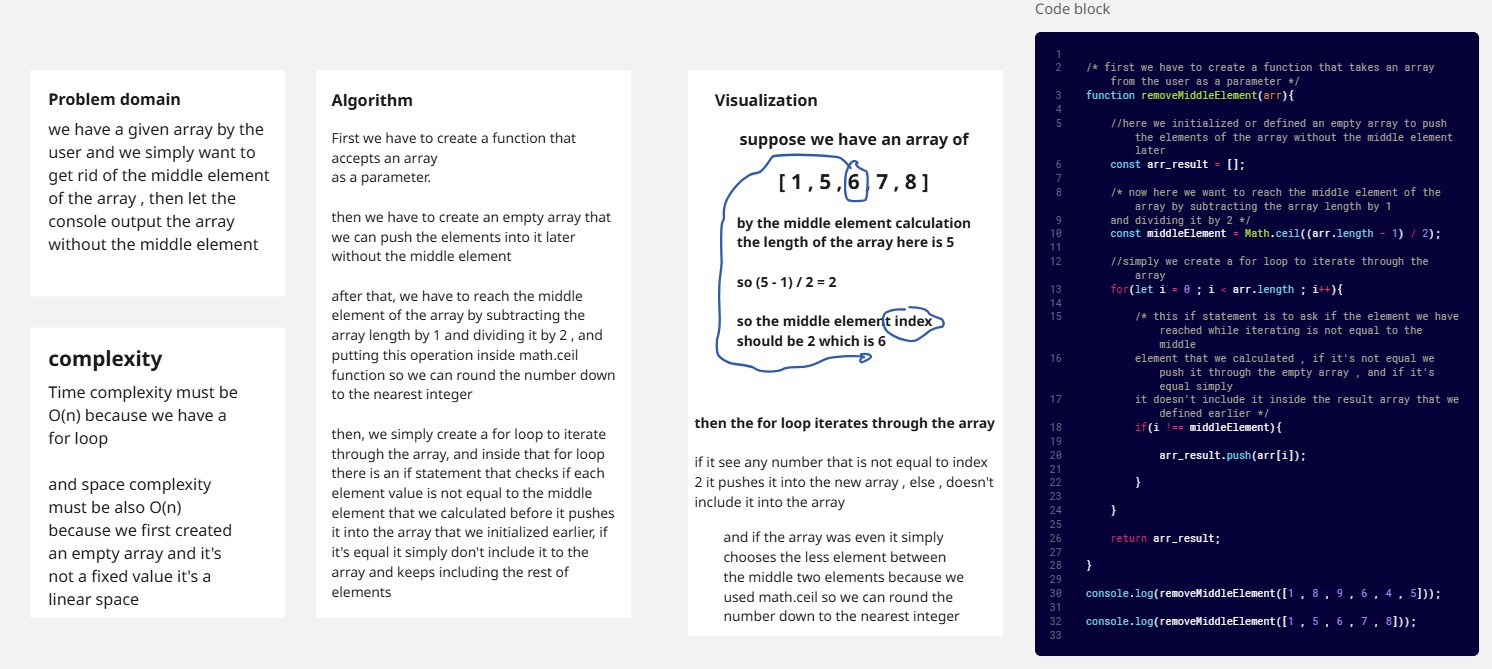 Problem domain
we have a given array by the
user and we simply want to
get rid of the middle element
of the array , then let the
console output the array
without the middle element
complexity
Time complexity must be
O(n) because we have a
for loop
and space complexity
must be also O(n)
because we first created
an empty array and it's
not a fixed value it's a
linear space
Algorithm
First we have to create a function that
accepts an array
as a parameter.
then we have to create an empty array that
we can push the elements into it later
without the middle element
after that, we have to reach the middle
element of the array by subtracting the
array length by 1 and dividing it by 2 , and
putting this operation inside math.ceil
function so we can round the number down
to the nearest integer
then, we simply create a for loop to iterate
through the array, and inside that for loop
there is an if statement that checks if each
element value is not equal to the middle
element that we calculated before it pushes
it into the array that we initialized earlier, if
it's equal it simply don't include it to the
array and keeps including the rest of
elements
Visualization
suppose we have an array of
[ 1 , 5 , 6 , 7 , 8 ]
by the middle element calculation
the length of the array here is 5
so (5 - 1) / 2 = 2
so the middle element index
should be 2 which is 6
then the for loop iterates through the array
if it see any number that is not equal to index
2 it pushes it into the new array , else , doesn't
include it into the array
and if the array was even it simply
chooses the less element between
the middle two elements because we
used math.ceil so we can round the
number down to the nearest integer
Code block
1
2 /* first we have to create a function that takes an array
from the user as a parameter */
3 function removeMiddleElement(arr){
4
5 //here we initialized or defined an empty array to push
the elements of the array without the middle element
later
6 const arr_result = [];
7
8 /* now here we want to reach the middle element of the
array by subtracting the array length by 1
9 and dividing it by 2 */
10 const middleElement = Math.ceil((arr.length - 1) / 2);
11
12 //simply we create a for loop to iterate through the
array
13 for(let i = 0 ; i < arr.length ; i++){
14
15 /* this if statement is to ask if the element we have
reached while iterating is not equal to the
middle
16 element that we calculated , if it's not equal we
push it through the empty array , and if it's
equal simply
17 it doesn't include it inside the result array that we
defined earlier */
18 if(i !== middleElement){
19
20 arr_result.push(arr[i]);
21
22 }
23
24 }
25
26 return arr_result;
27
28 }
29
30 console.log(removeMiddleElement([1 , 8 , 9 , 6 , 4 , 5]));
31
32 console.log(removeMiddleElement([1 , 5 , 6 , 7 , 8]));
33